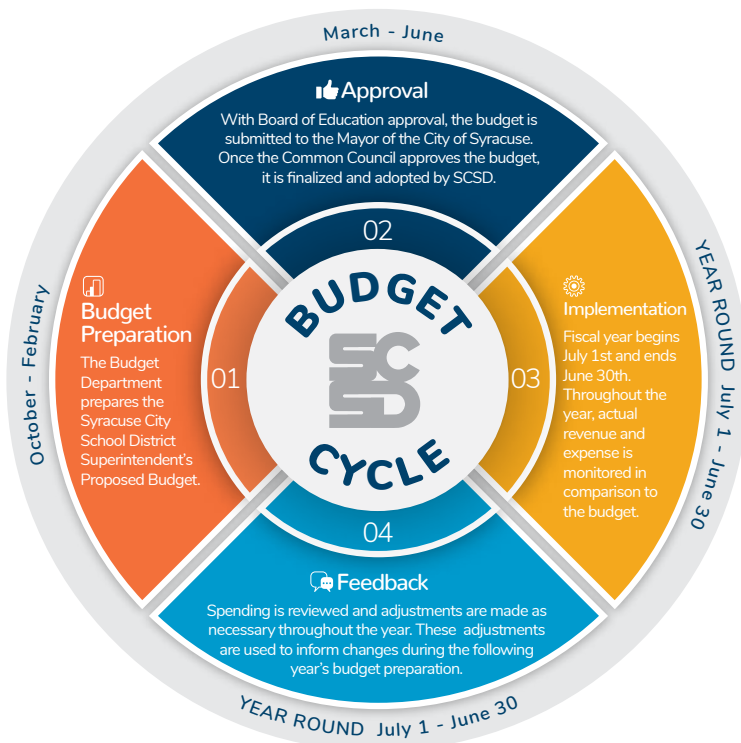 March - June
Approval
With Board of Education approval, the budget is
submitted to the Mayor of the City of Syracuse.
Once the Common Council approves the budget,
it is finalized and adopted by SCSD.
02
October - February
Budget
Preparation
The Budget
Department
prepares the
Syracuse City
School District
Superintendent's
Proposed Budget.
01
BUDGET
SCSD
CYCLE
03
Implementation
Fiscal year begins
July 1st and ends
June 30th.
Throughout the
year, actual
revenue and
expense is
monitored in
comparison to
the budget.
YEAR ROUND July 1 - June 30
04
Feedback
Spending is reviewed and adjustments are made as
necessary throughout the year. These adjustments
are used to inform changes during the following
year's budget preparation.
YEAR ROUND July 1 - June 30